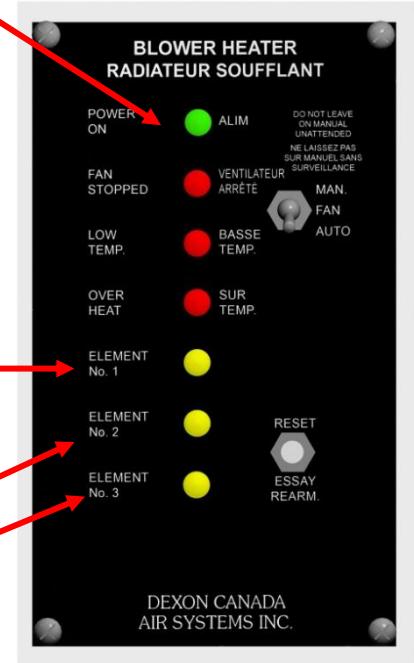 BLOWER HEATER
RADIATEUR SOUFFLANT
POWER
ON
ALIM
DO NOT LEAVE
ON MANUAL
UNATTENDED
NE LAISSEZ PAS
SUR MANUEL SANS
SURVEILLANCE
MAN.
FAN
AUTO
FAN
STOPPED
VENTILATEUR
ARRÊTÉ
LOW
TEMP.
BASSE
TEMP.
OVER
HEAT
SUR
TEMP.
ELEMENT
No. 1
ELEMENT
No. 2
ELEMENT
No. 3
RESET
ESSAY
REARM.
DEXON CANADA
AIR SYSTEMS INC.